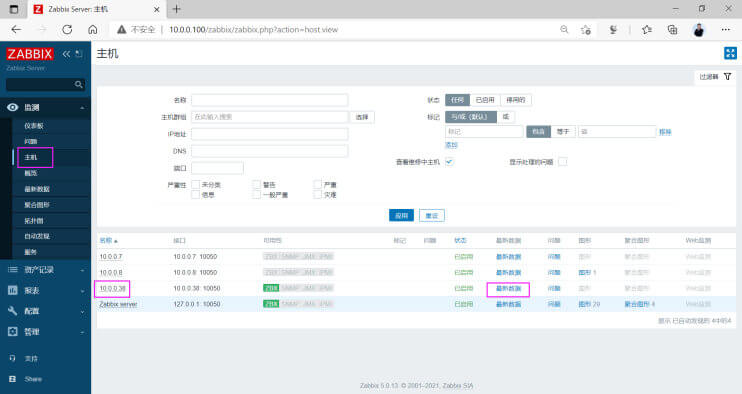 Zabbix Server: 主机
不安全 | 10.0.0.100/zabbix/zabbix.php?action=host.view
ZABBIX
Zabbix Server
监测
仪表板
问题
主机
概览
最新数据
聚合图形
拓扑图
自动发现
服务
资产记录
报表
配置
管理
支持
Share
主机
过滤器
名称
主机群组 在此输入搜索 选择
IP地址
DNS
端口
严重性 未分类 警告 严重
信息 一般严重 灾难
状态 任何 已启用 停用的
标记 与/或（默认） 或
标记 包含 等于 值 移除
添加
查看维修中主机 显示处理的问题
应用 重设
名称 接口 可用性 标记 问题 状态 最新数据 问题 图形 聚合图形 Web监测
10.0.0.7 10.0.0.7: 10050 ZBX SNMP JMX IPMI 已启用 最新数据 问题 图形 聚合图形 Web监测
10.0.0.8 10.0.0.8: 10050 ZBX SNMP JMX IPMI 已启用 最新数据 问题 图形 1 聚合图形 Web监测
10.0.0.38 10.0.0.38: 10050 ZBX SNMP JMX IPMI 已启用 最新数据 问题 图形 聚合图形 Web监测
Zabbix server 127.0.0.1: 10050 ZBX SNMP JMX IPMI 已启用 最新数据 问题 图形 29 聚合图形 4 Web监测
显示 已自动发现的 4中的4
Zabbix 5.0.13. © 2001–2021, Zabbix SIA